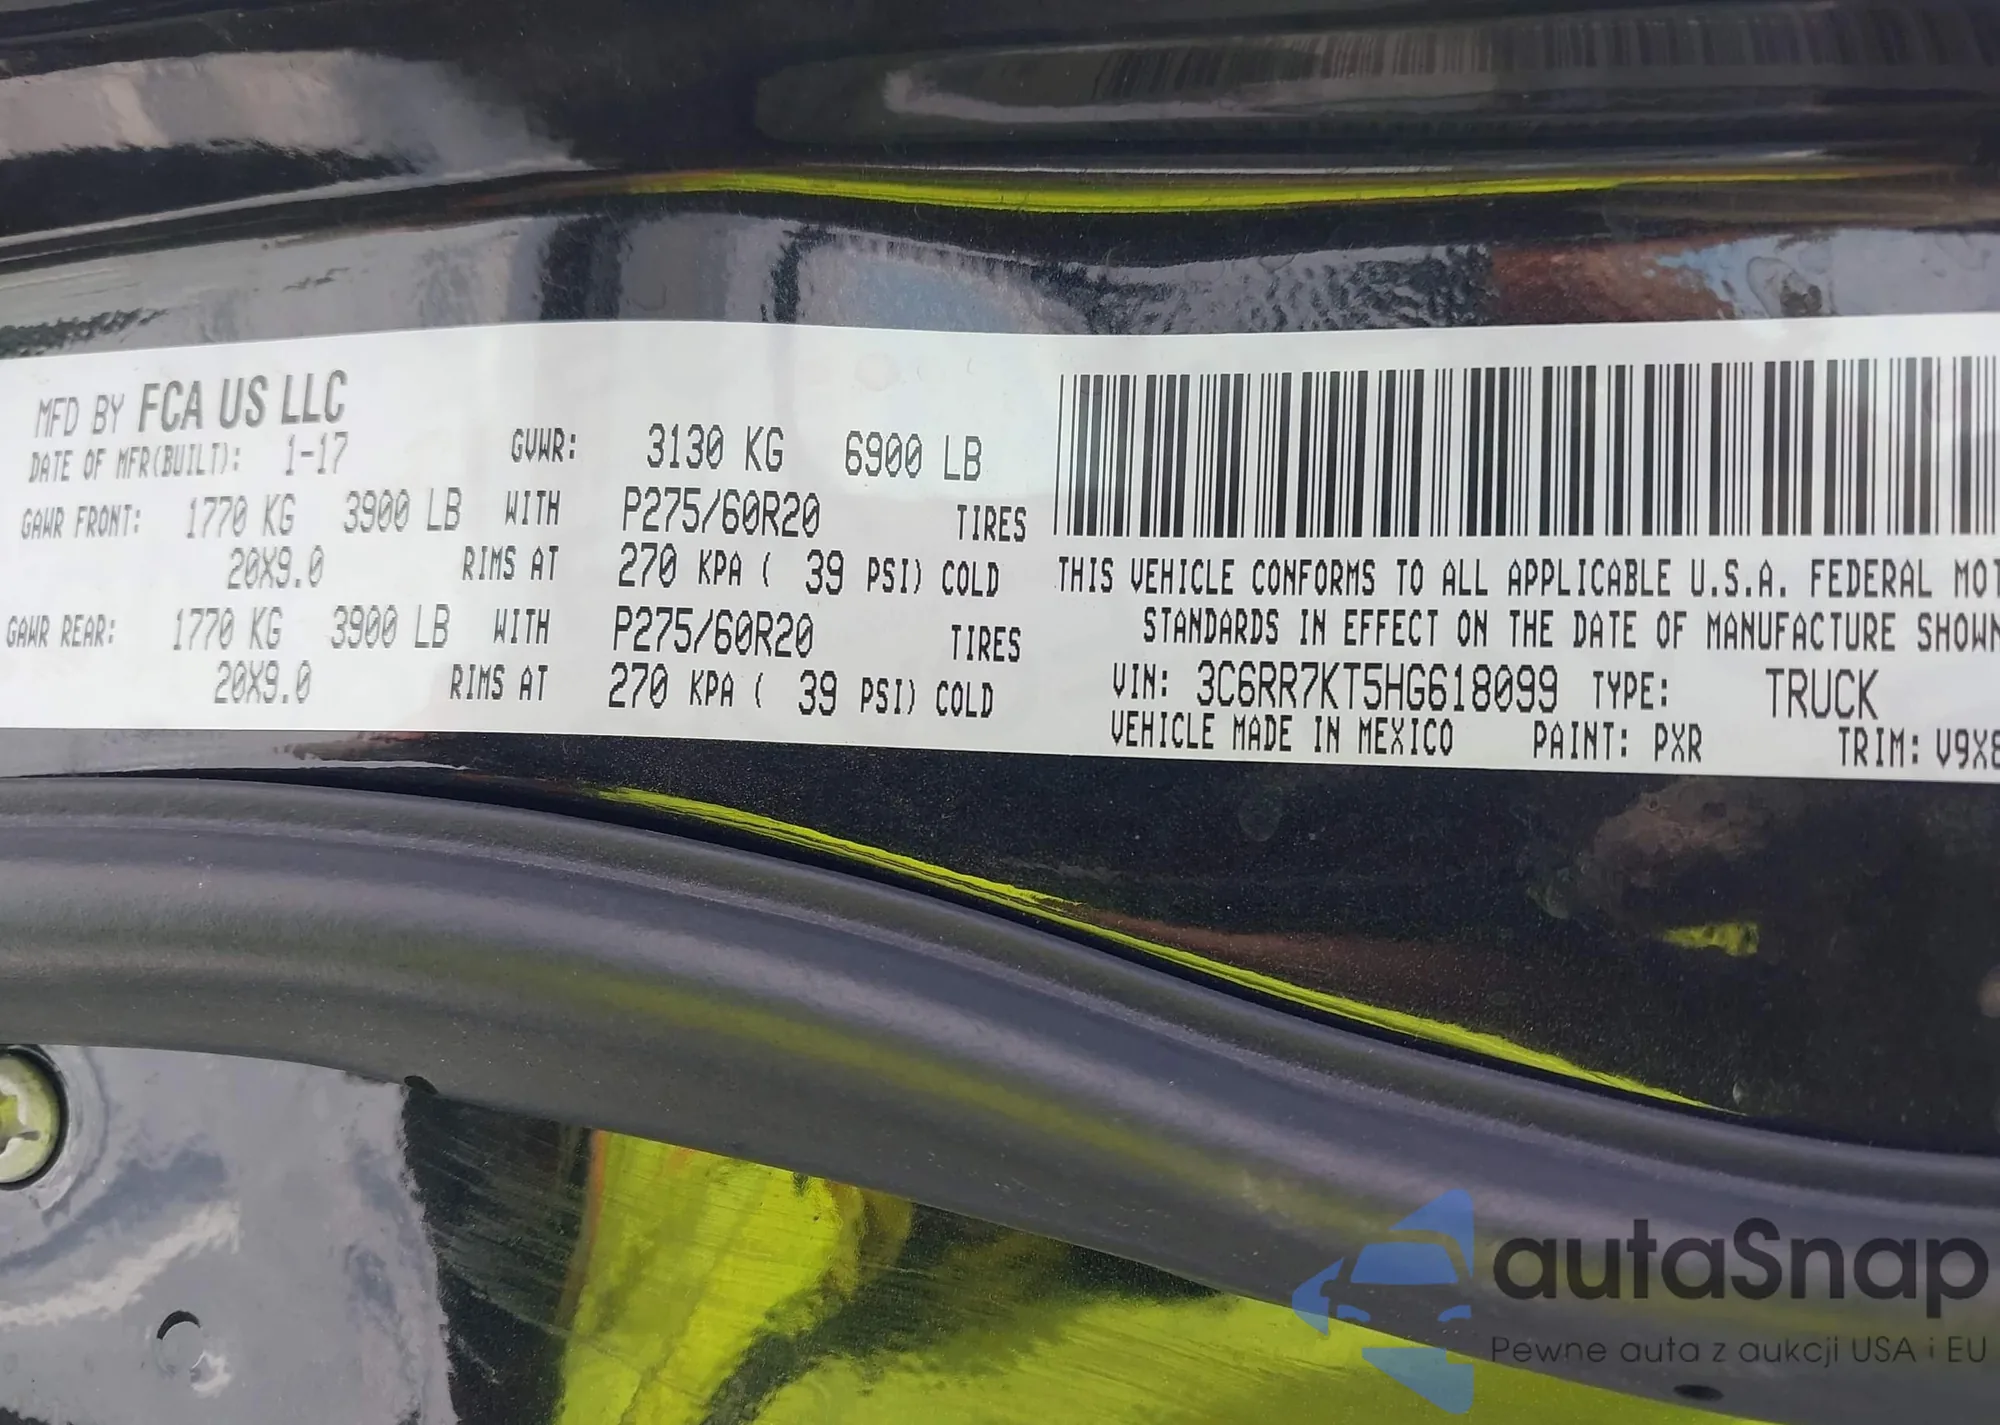 MFD BY FCA US LLC
DATE OF MFR(BUILT): 1-17
GVWR: 3130 KG 6900 LB
GAWR FRONT: 1770 KG 3900 LB WITH P275/60R20 TIRES
20X9.0 RIMS AT 270 KPA ( 39 PSI) COLD
GAWR REAR: 1770 KG 3900 LB WITH P275/60R20 TIRES
20X9.0 RIMS AT 270 KPA ( 39 PSI) COLD
THIS VEHICLE CONFORMS TO ALL APPLICABLE U.S.A. FEDERAL MOT
STANDARDS IN EFFECT ON THE DATE OF MANUFACTURE SHOWN
VIN: 3C6RR7KT5HG618099 TYPE: TRUCK
VEHICLE MADE IN MEXICO PAINT: PXR TRIM: V9X8
autaSnap
Pewne auta z aukcji USA i EU